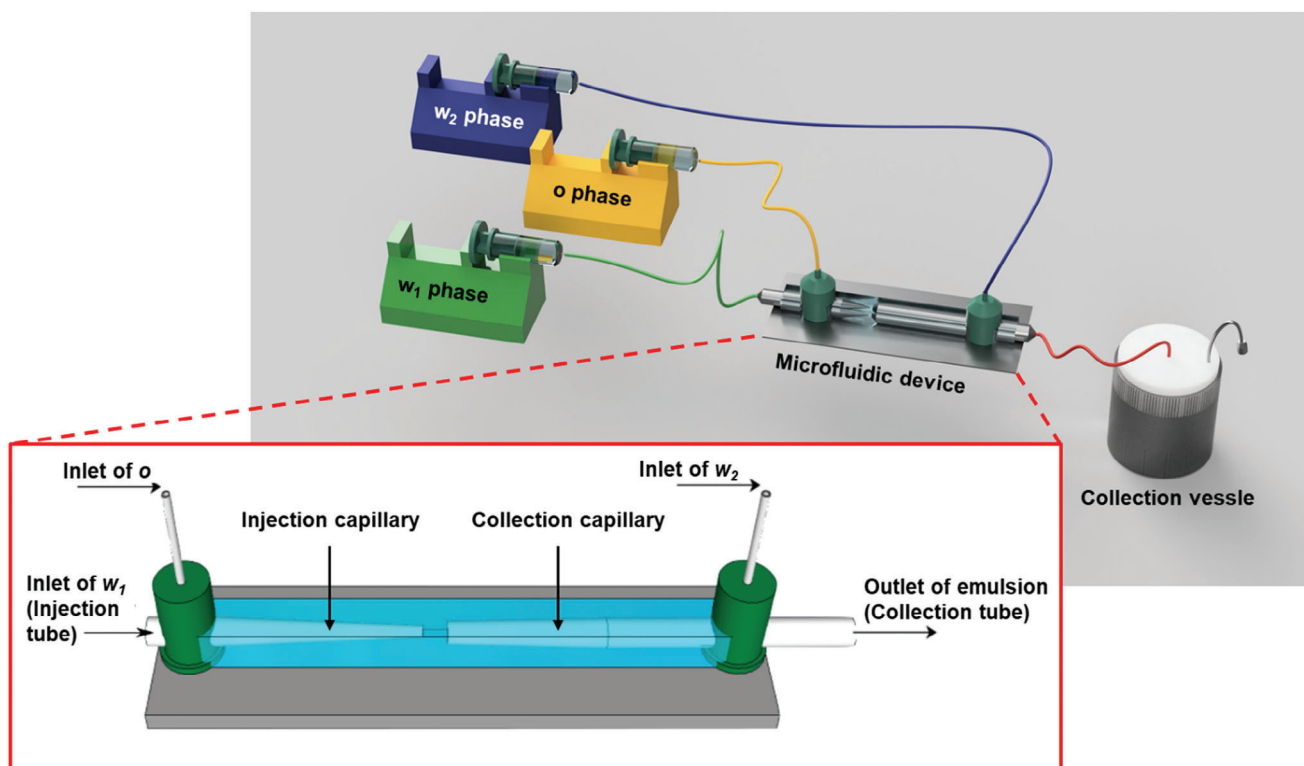 w₂ phase
o phase
w₁ phase
Microfluidic device
Collection vessle
Inlet of o
Inlet of w₂
Injection capillary
Collection capillary
Inlet of w₁
(Injection
tube)
Outlet of emulsion
(Collection tube)